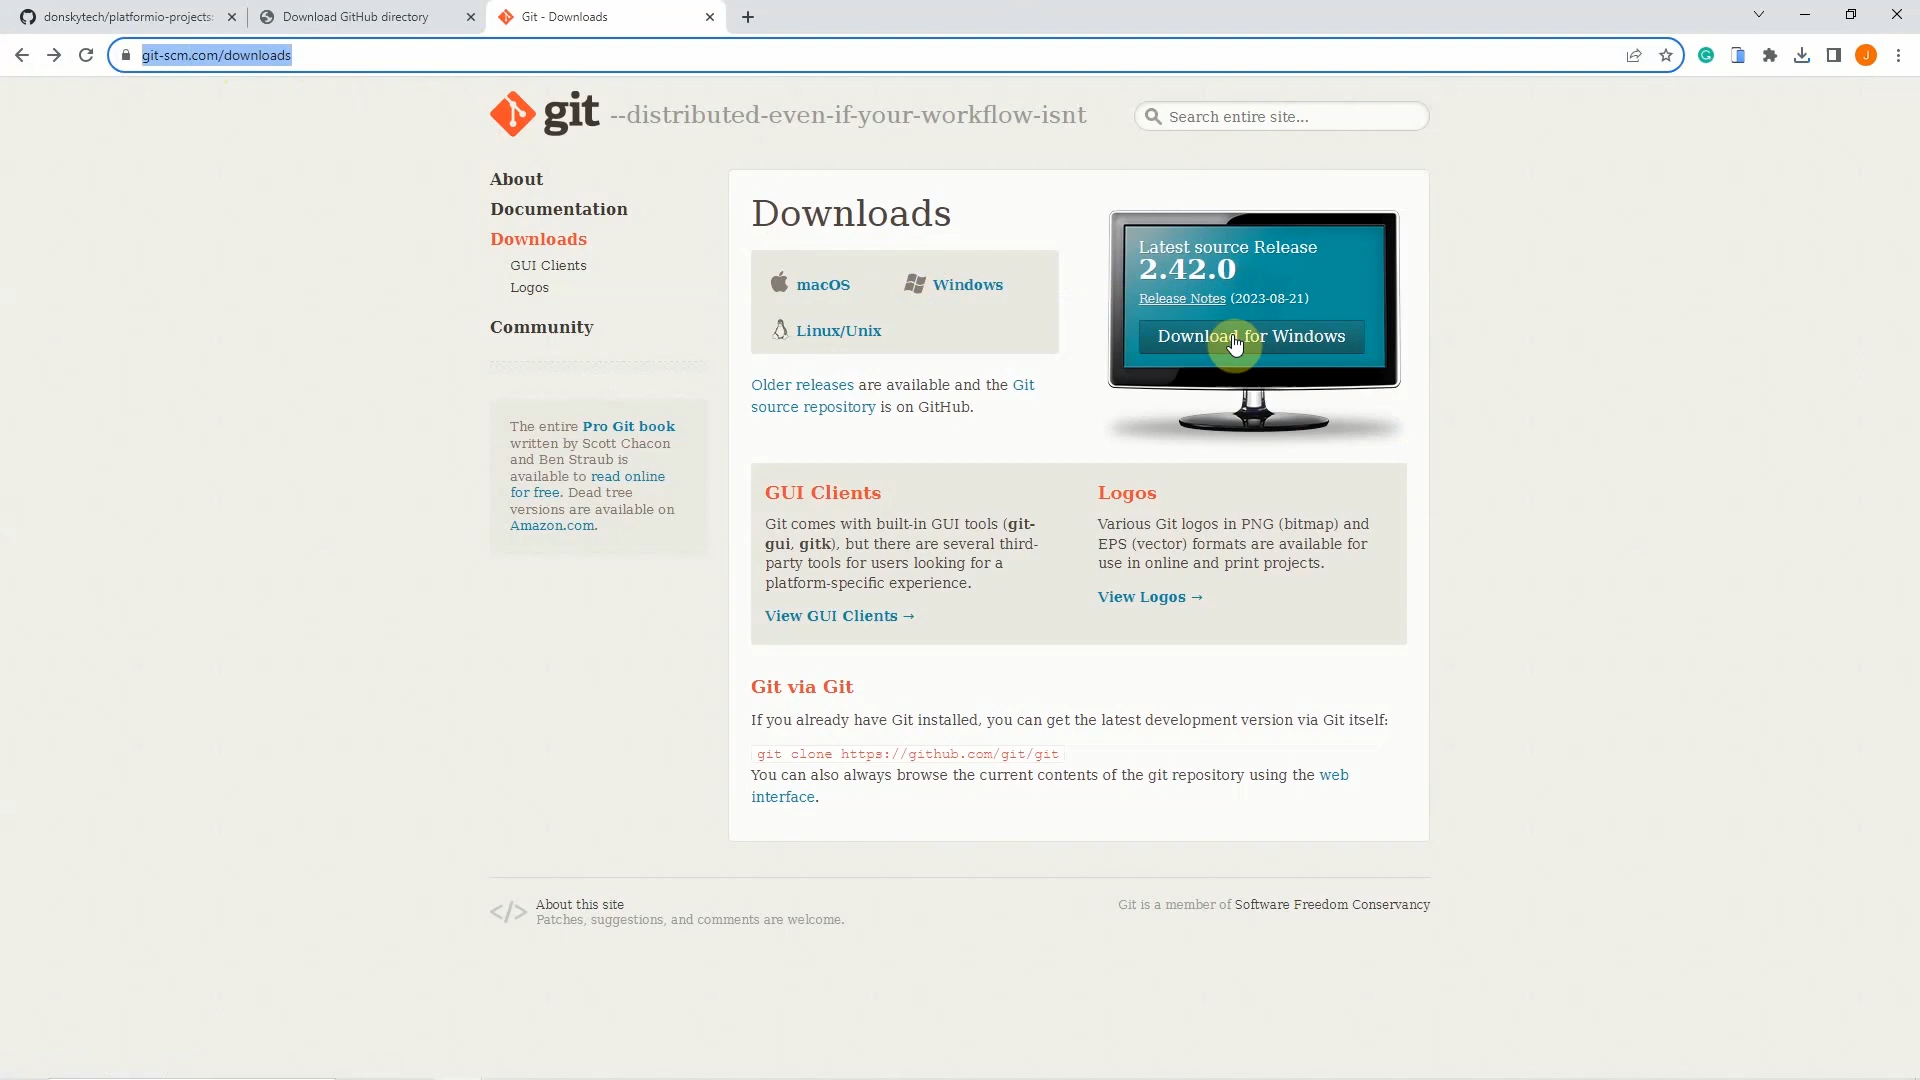 donskytech/platformio-projects:
Download GitHub directory
Git - Downloads
git-scm.com/downloads
J
git --distributed-even-if-your-workflow-isnt
Search entire site...
About
Documentation
Downloads
GUI Clients
Logos
Community
The entire Pro Git book
written by Scott Chacon
and Ben Straub is
available to read online
for free. Dead tree
versions are available on
Amazon.com.
Downloads
macOS
Windows
Linux/Unix
Older releases are available and the Git
source repository is on GitHub.
Latest source Release
2.42.0
Release Notes (2023-08-21)
Download for Windows
GUI Clients
Git comes with built-in GUI tools (git-
gui, gitk), but there are several third-
party tools for users looking for a
platform-specific experience.
View GUI Clients →
Logos
Various Git logos in PNG (bitmap) and
EPS (vector) formats are available for
use in online and print projects.
View Logos →
Git via Git
If you already have Git installed, you can get the latest development version via Git itself:
git clone https://github.com/git/git
You can also always browse the current contents of the git repository using the web
interface.
</> About this site
Patches, suggestions, and comments are welcome.
Git is a member of Software Freedom Conservancy